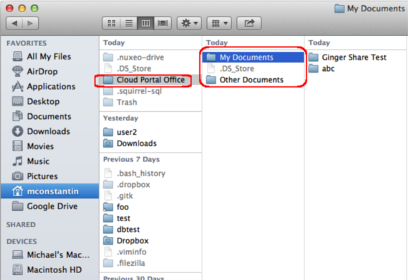 My Documents
FAVORITES
All My Files
AirDrop
Applications
Desktop
Documents
Downloads
Movies
Music
Pictures
mconstantin
Google Drive
SHARED
DEVICES
Michael's Mac...
Macintosh HD
Today
.nuxeo-drive
.DS_Store
Cloud Portal Office
.squirrel-sql
Trash
Yesterday
user2
Downloads
Previous 7 Days
.bash_history
.dropbox
.gitk
foo
test
dbtest
Dropbox
.viminfo
.filezilla
Previous 30 Days
Today
My Documents
.DS_Store
Other Documents
Today
Ginger Share Test
abc